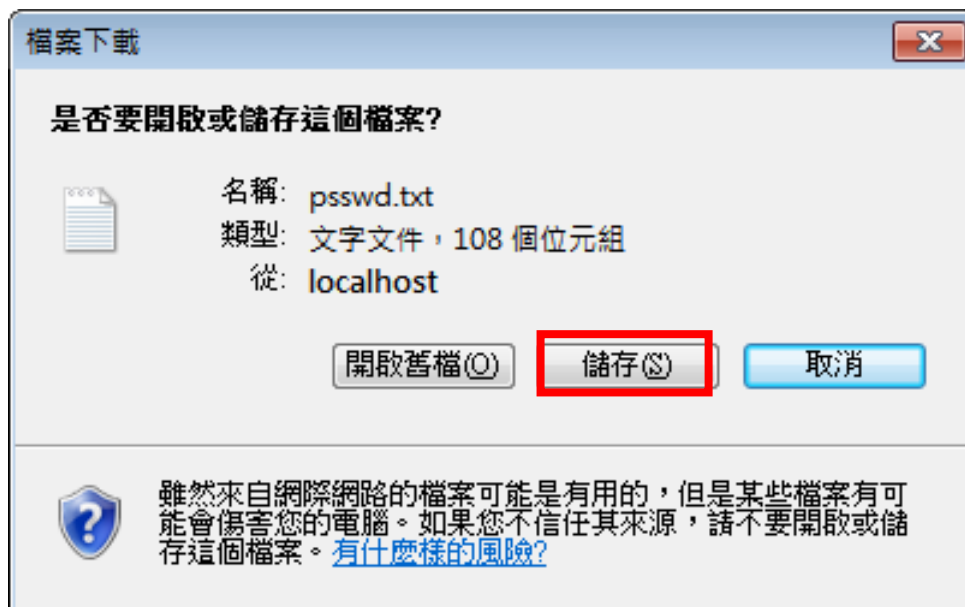 檔案下載
是否要開啟或儲存這個檔案?
名稱: psswd.txt
類型: 文字文件，108 個位元組
從: localhost
開啟舊檔(O) 儲存(S) 取消
雖然來自網際網路的檔案可能是有用的，但是某些檔案有可
能會傷害您的電腦。如果您不信任其來源，請不要開啟或儲
存這個檔案。有什麼樣的風險?